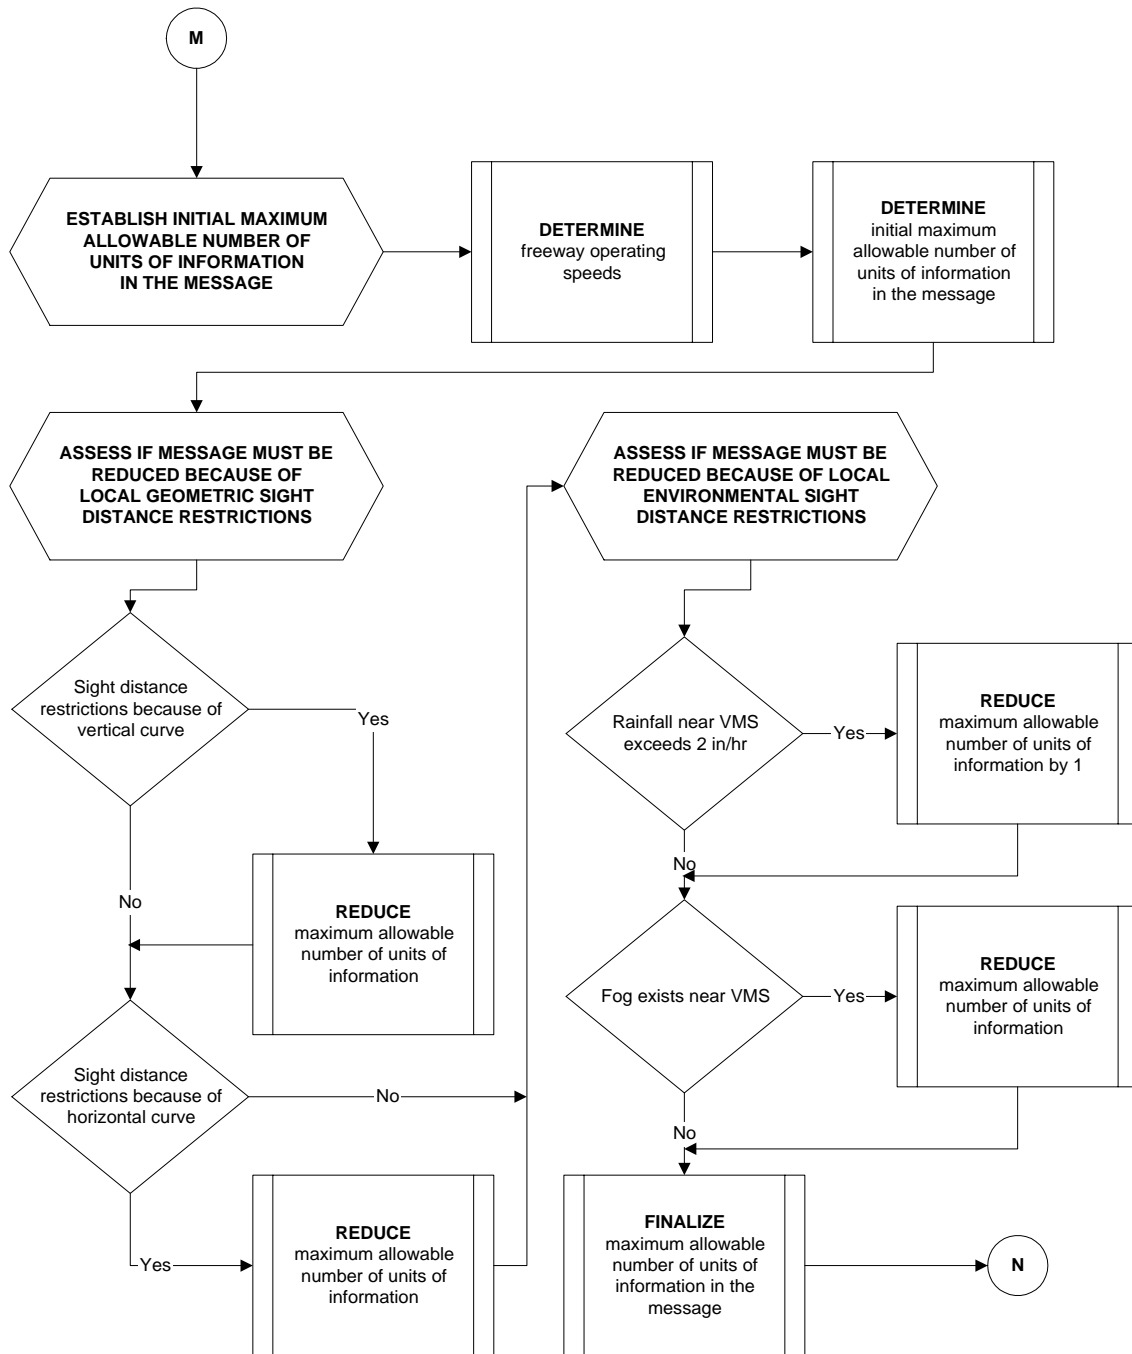 M
ESTABLISH INITIAL MAXIMUM
ALLOWABLE NUMBER OF
UNITS OF INFORMATION
IN THE MESSAGE
DETERMINE
freeway operating
speeds
DETERMINE
initial maximum
allowable number of
units of information
in the message
ASSESS IF MESSAGE MUST BE
REDUCED BECAUSE OF
LOCAL GEOMETRIC SIGHT
DISTANCE RESTRICTIONS
Sight distance
restrictions because of
vertical curve
Yes
No
REDUCE
maximum allowable
number of units of
information
Sight distance
restrictions because of
horizontal curve
No
Yes
REDUCE
maximum allowable
number of units of
information
ASSESS IF MESSAGE MUST BE
REDUCED BECAUSE OF LOCAL
ENVIRONMENTAL SIGHT
DISTANCE RESTRICTIONS
Rainfall near VMS
exceeds 2 in/hr
Yes
REDUCE
maximum allowable
number of units of
information by 1
No
Fog exists near VMS
Yes
REDUCE
maximum allowable
number of units of
information
No
FINALIZE
maximum allowable
number of units of
information in the
message
N